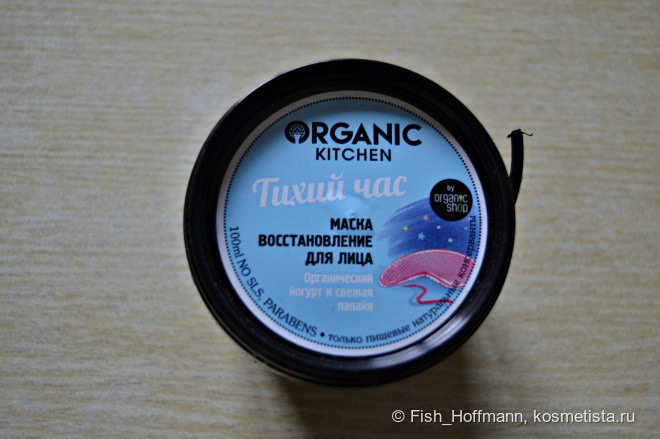 ORGANIC
KITCHEN
Тихий час
by
organic
shop
МАСКА
ВОССТАНОВЛЕНИЕ
ДЛЯ ЛИЦА
Органический
йогурт и свежая
папайя
100ml NO SLS, PARABENS • только пищевые натуральные консерванты
© Fish_Hoffmann, kosmetista.ru